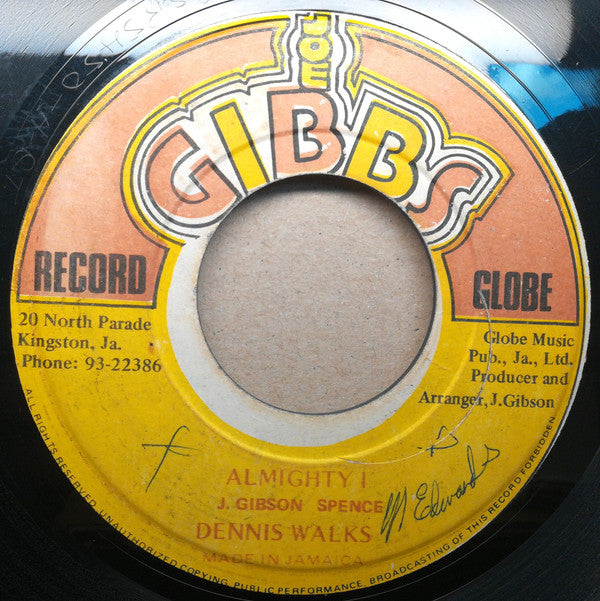 JOE
GIBBS
RECORD
GLOBE
20 North Parade
Kingston, Ja.
Phone: 93-22386
Globe Music
Pub., Ja., Ltd.
Producer and
Arranger, J.Gibson
ALMIGHTY I
J. GIBSON SPENCE
DENNIS WALKS
MADE IN JAMAICA
M Edwards
ALL RIGHTS RESERVED. UNAUTHORIZED COPYING, PUBLIC PERFORMANCE, BROADCASTING OF THIS RECORD FORBIDDEN